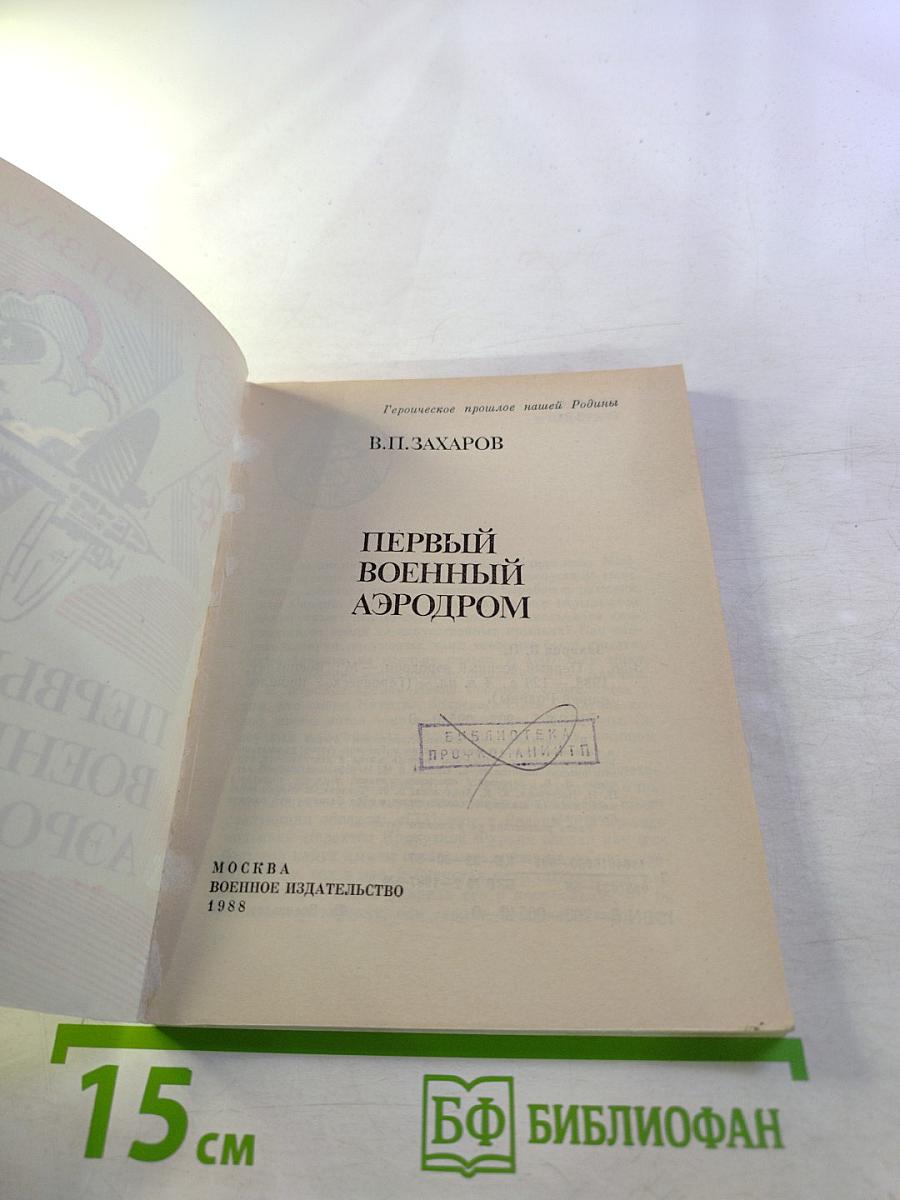 Героическое прошлое нашей Родины
В.П.ЗАХАРОВ
ПЕРВЫЙ
ВОЕННЫЙ
АЭРОДРОМ
БИБЛИОТЕКА
МОСКВА
ВОЕННОЕ ИЗДАТЕЛЬСТВО
1988
15 см
БФ БИБЛИОФАН